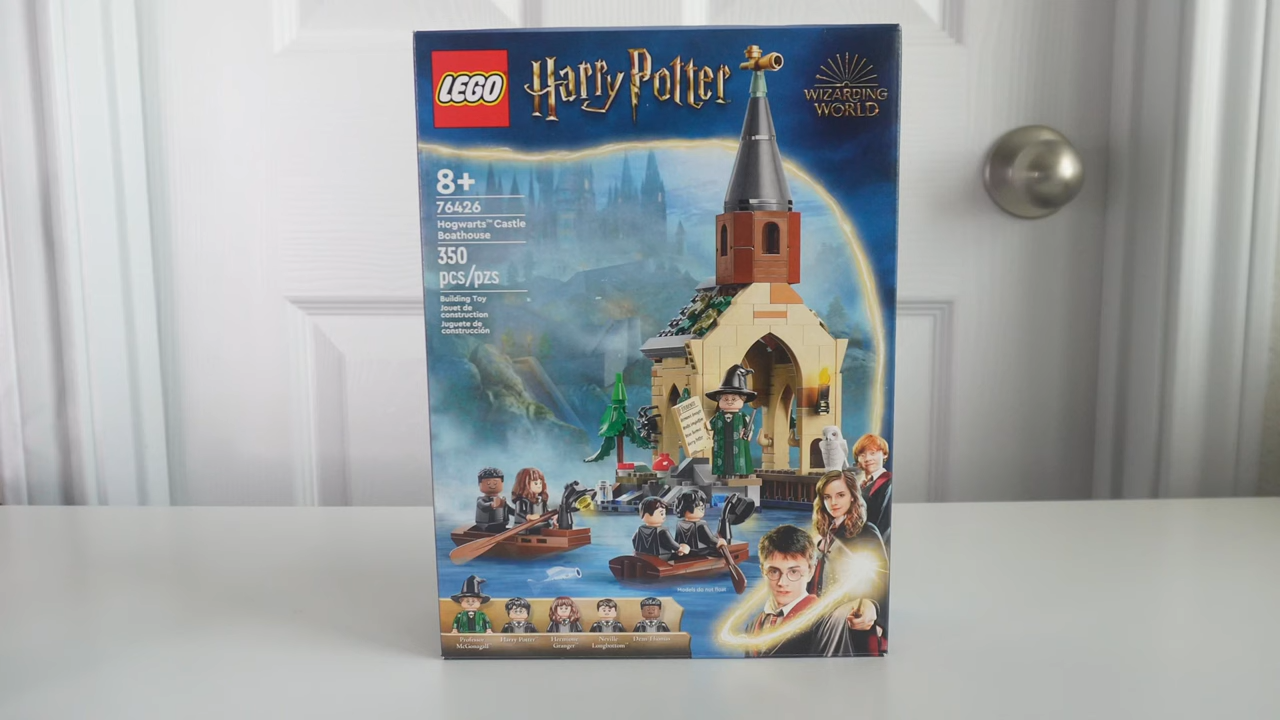 LEGO
Harry Potter
WIZARDING
WORLD
8+
76426
Hogwarts™ Castle
Boathouse
350
pcs/pzs
Building Toy
Jouet de
construction
Juguete de
construcción
Models do not float
Professor
McGonagall
Harry Potter
Hermione
Granger
Neville
Longbottom
Dean Thomas